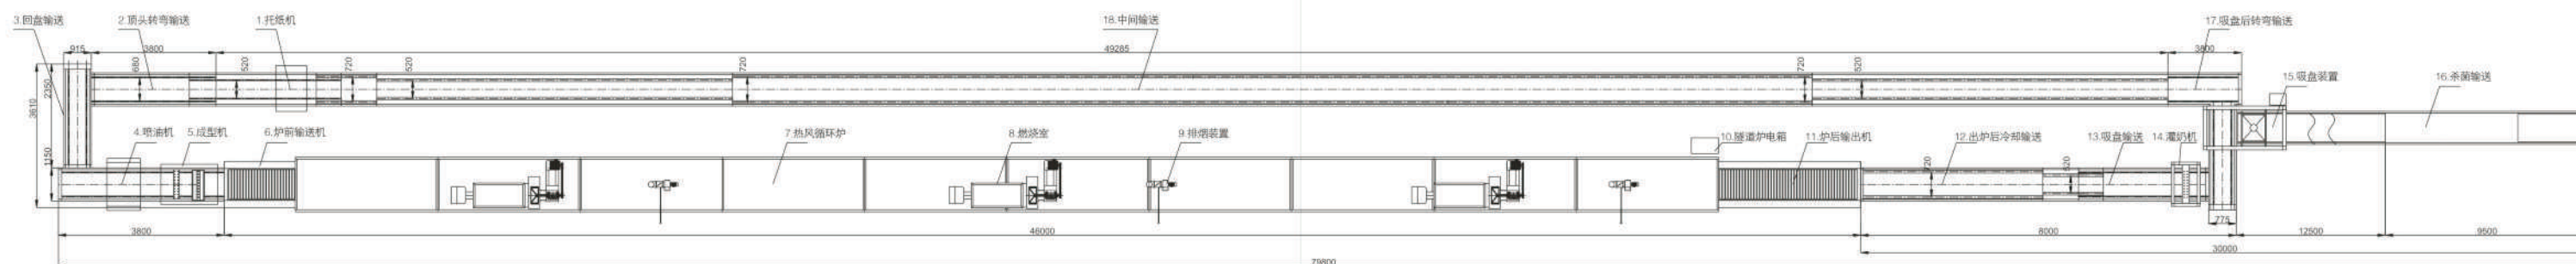 3.回盘输送
2.顶头转弯输送
1.托纸机
18.中间输送
17.吸盘后转弯输送
915
3800
49285
3800
680
520
720
520
720
720
520
15.吸盘装置
16.杀菌输送
3610
2350
1150
4.喷油机
5.成型机
6.炉前输送机
7.热风循环炉
8.燃烧室
9.排烟装置
10.隧道炉电箱
11.炉后输出机
12.出炉后冷却输送
13.吸盘输送
14.灌奶机
720
520
775
3800
46000
8000
12500
9500
30000
79800